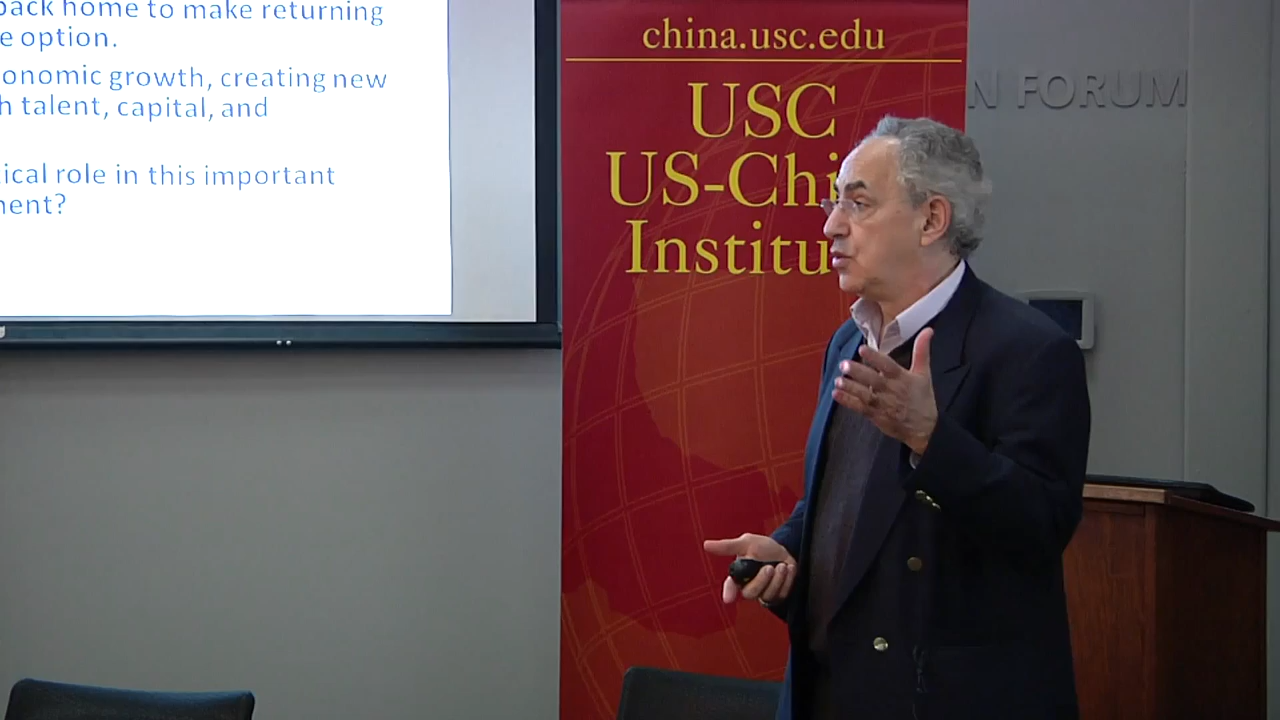 back home to make returning
e option.
onomic growth, creating new
h talent, capital, and
ical role in this important
ment?
china.usc.edu
USC
US-Chi
Institu
N FORUM